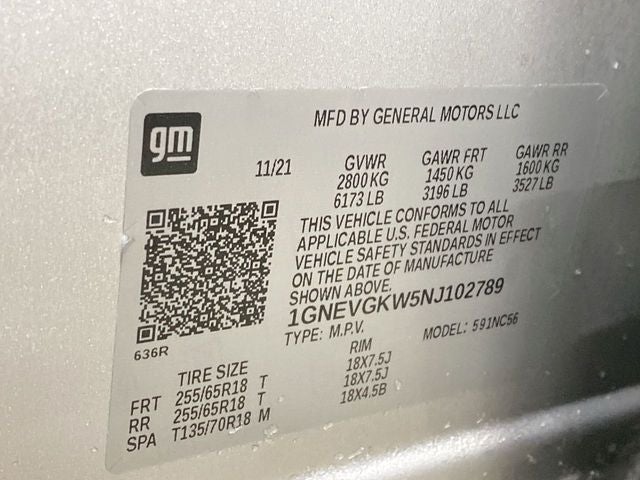 MFD BY GENERAL MOTORS LLC
gm
11/21
GVWR GAWR FRT GAWR RR
2800 KG 1450 KG 1600 KG
6173 LB 3196 LB 3527 LB
THIS VEHICLE CONFORMS TO ALL
APPLICABLE U.S. FEDERAL MOTOR
VEHICLE SAFETY STANDARDS IN EFFECT
ON THE DATE OF MANUFACTURE
SHOWN ABOVE.
1GNEVGKW5NJ102789
636R
TYPE: M.P.V. MODEL: 591NC56
TIRE SIZE RIM
FRT 255/65R18 T 18X7.5J
RR 255/65R18 T 18X7.5J
SPA T135/70R18 M 18X4.5B